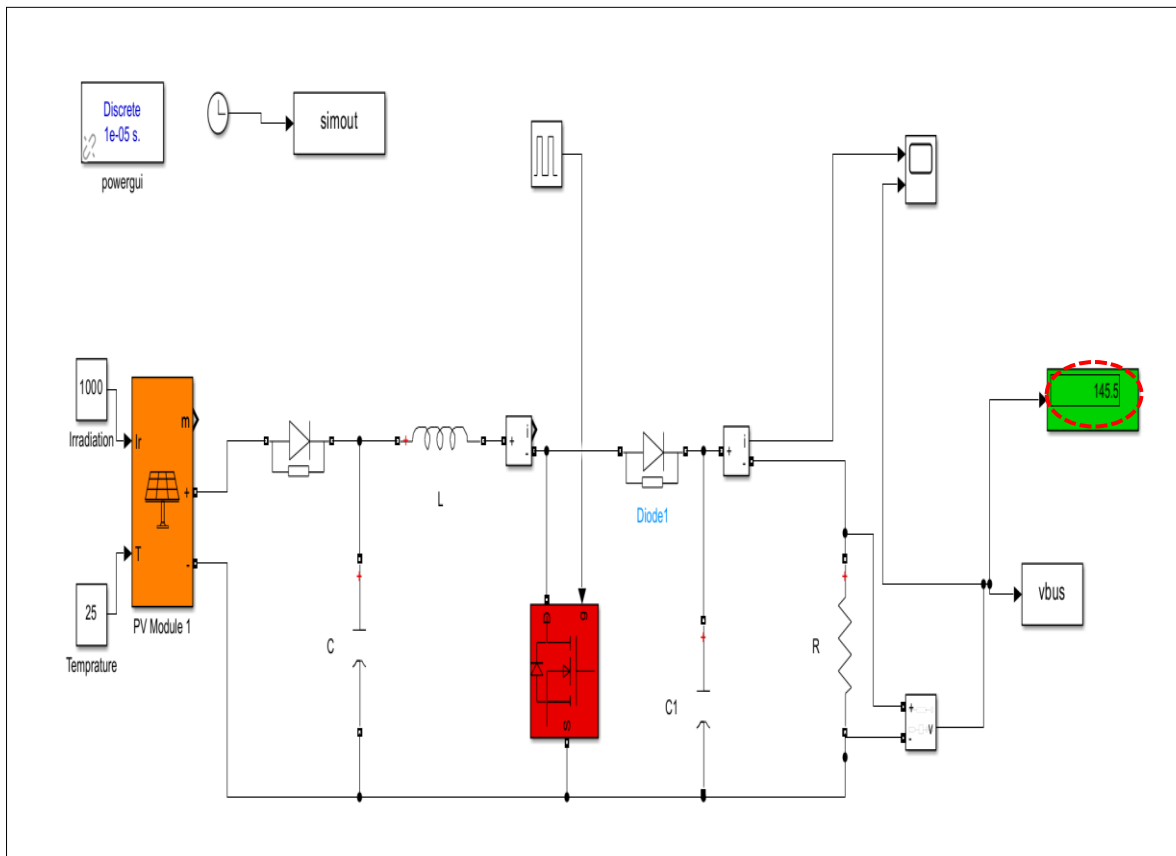 Discrete
1e-05 s.
powergui
simout
1000
Irradiation
Ir
m
+
T
-
PV Module 1
25
Temprature
+
L
+
i
-
Diode1
+
i
-
145.5
vbus
+
C
g
D
S
+
C1
+
R
+
v
-